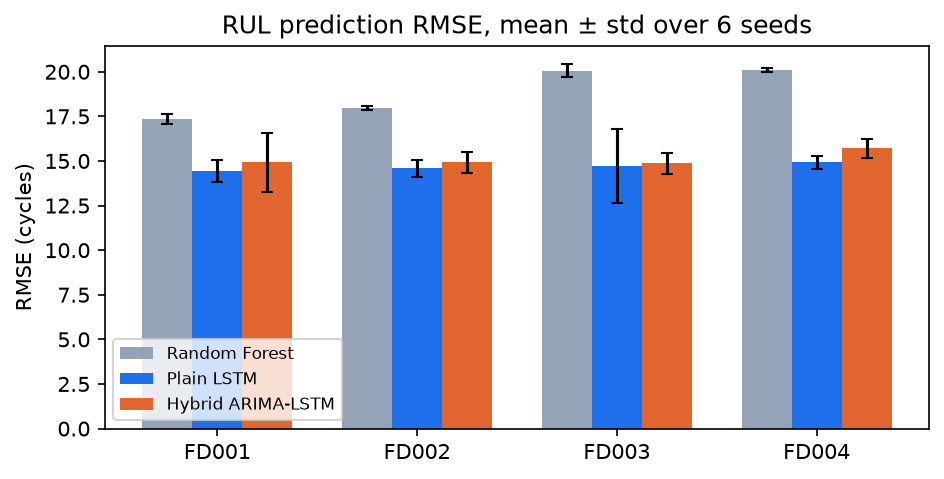 RUL prediction RMSE, mean ± std over 6 seeds
RMSE (cycles)
20.0
17.5
15.0
12.5
10.0
7.5
5.0
2.5
0.0
Random Forest
Plain LSTM
Hybrid ARIMA-LSTM
FD001 FD002 FD003 FD004